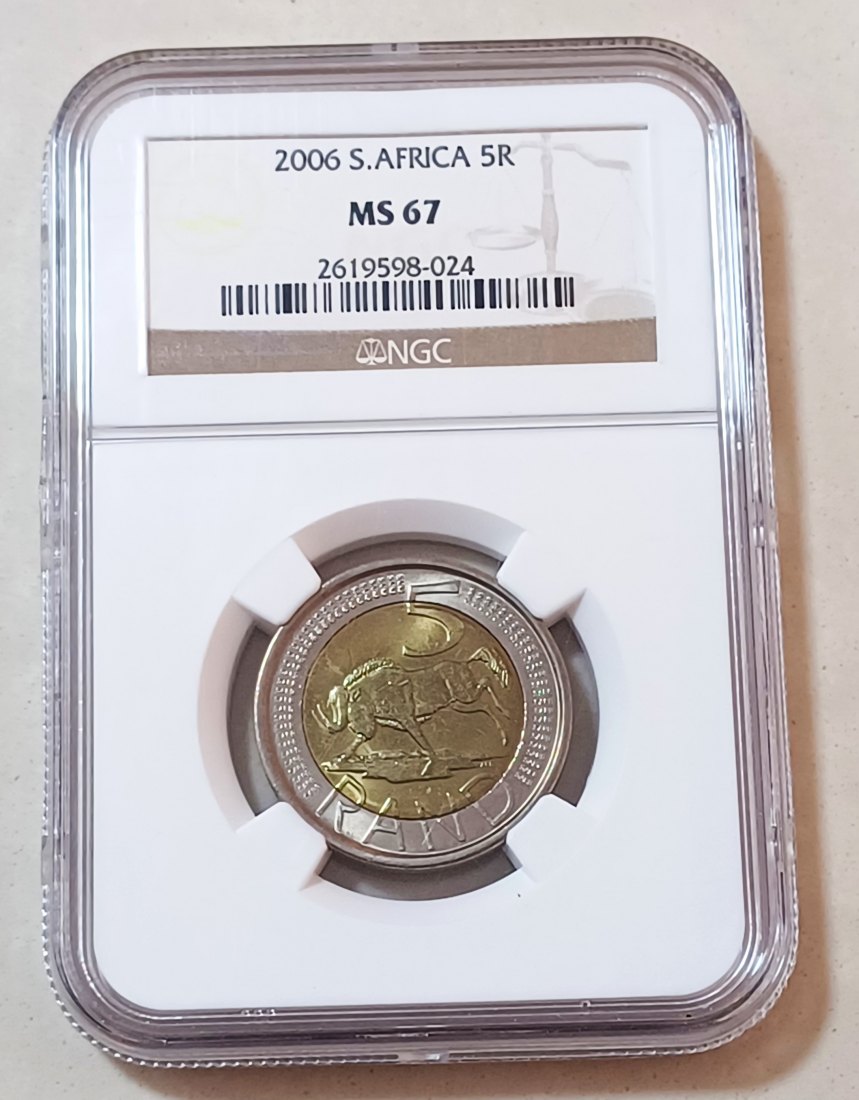 2006 S.AFRICA 5R
MS 67
2619598-024
NGC
5
RAND